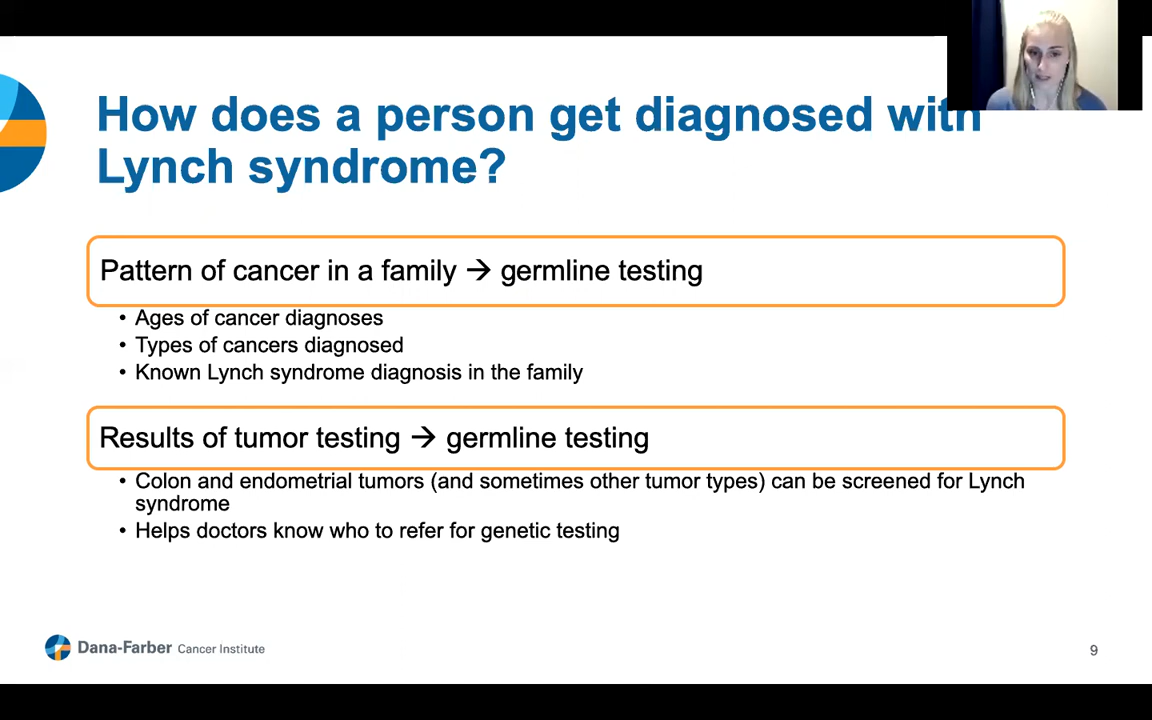 How does a person get diagnosed with
Lynch syndrome?
Pattern of cancer in a family → germline testing
• Ages of cancer diagnoses
• Types of cancers diagnosed
• Known Lynch syndrome diagnosis in the family
Results of tumor testing → germline testing
• Colon and endometrial tumors (and sometimes other tumor types) can be screened for Lynch
syndrome
• Helps doctors know who to refer for genetic testing
Dana-Farber Cancer Institute
9